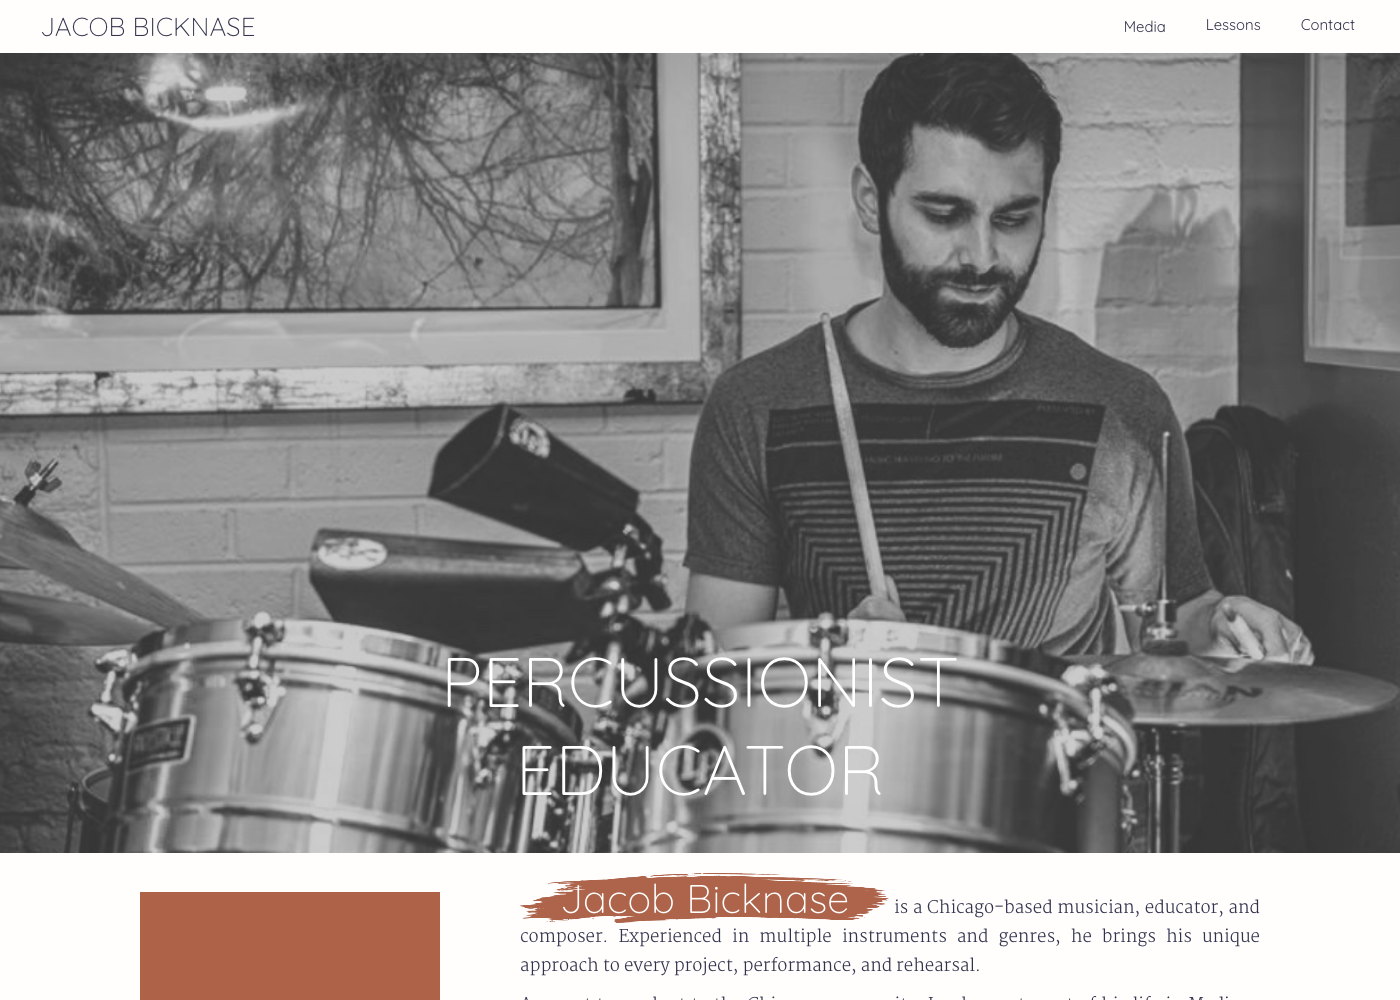 JACOB BICKNASE
Media
Lessons
Contact
PERCUSSIONIST
EDUCATOR
Jacob Bicknase is a Chicago-based musician, educator, and
composer. Experienced in multiple instruments and genres, he brings his unique
approach to every project, performance, and rehearsal.